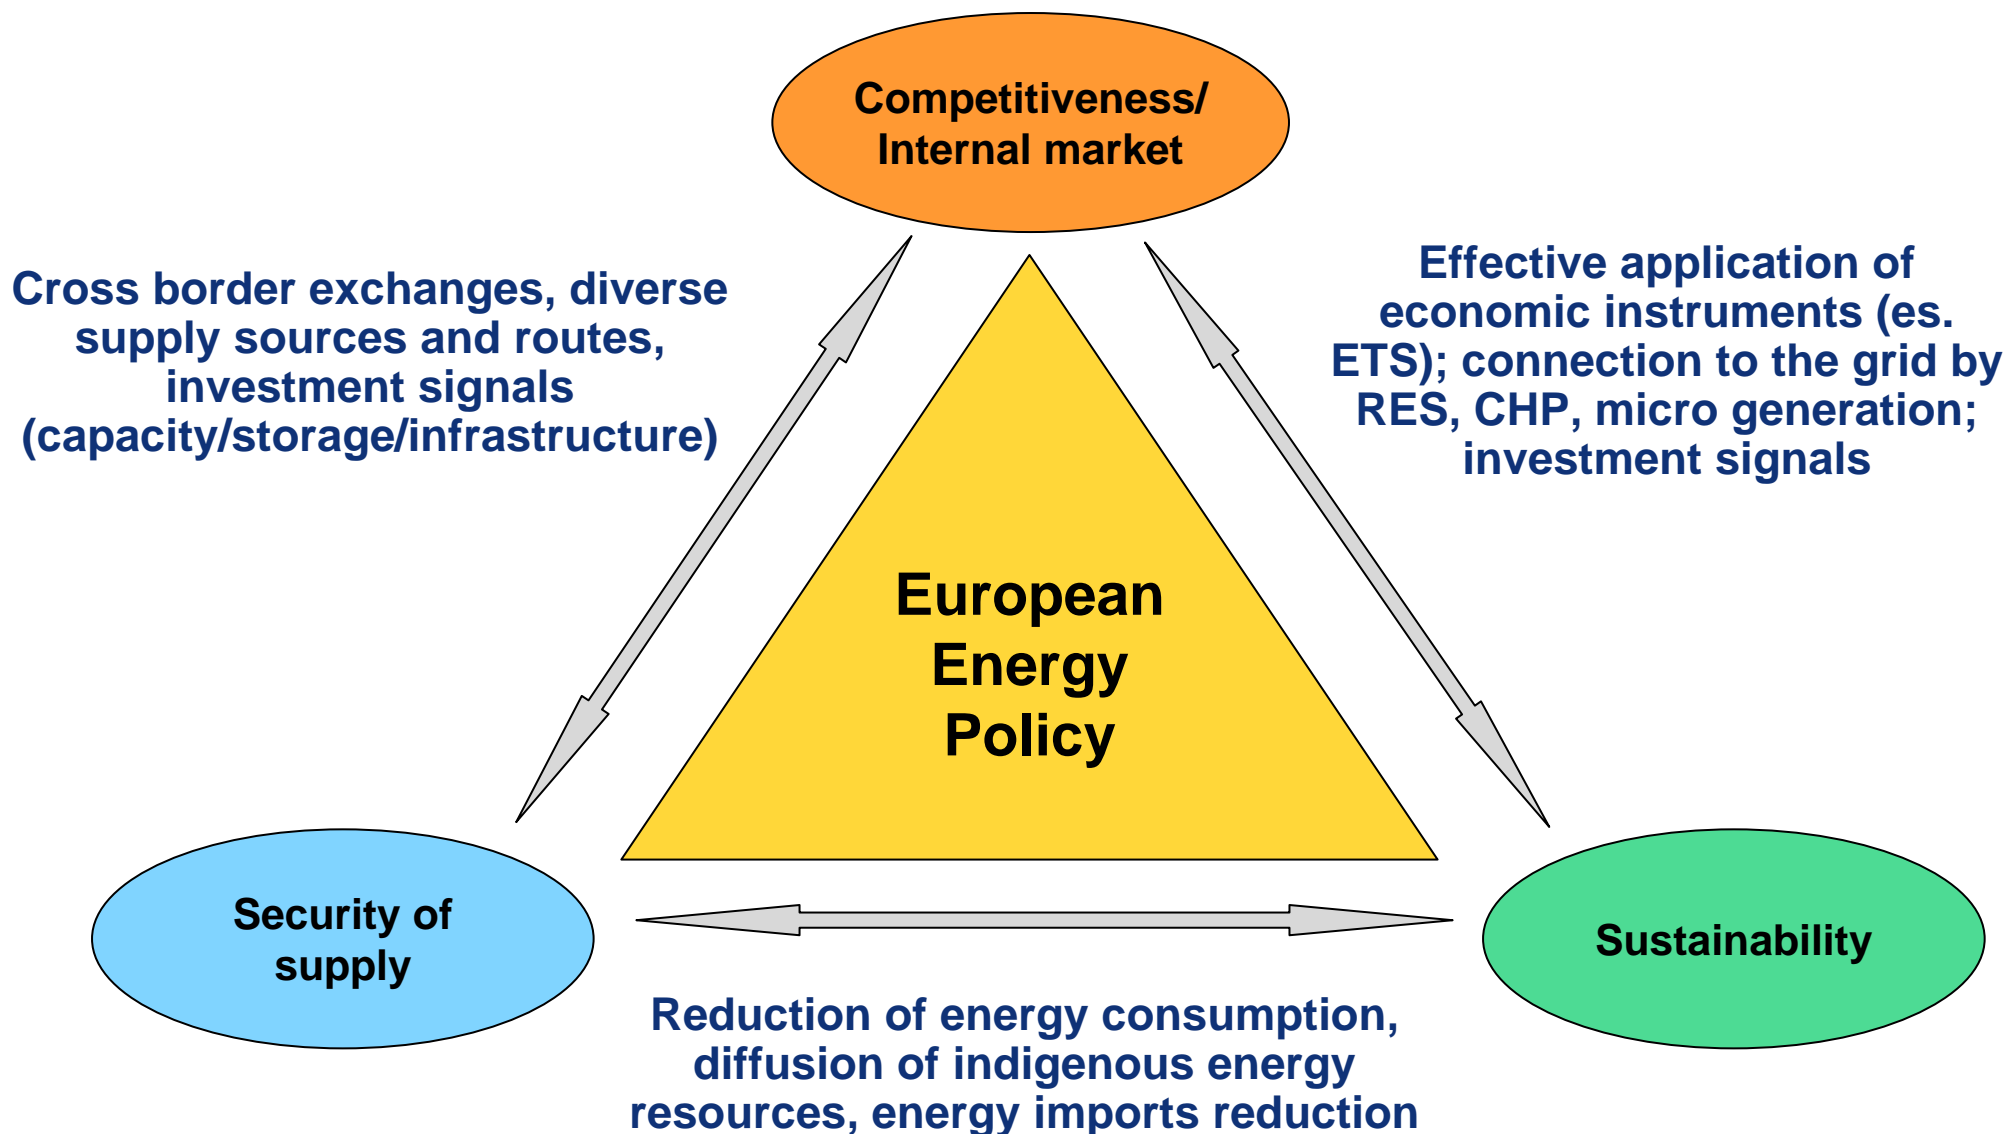 Competitiveness/
Internal market
Cross border exchanges, diverse
supply sources and routes,
investment signals
(capacity/storage/infrastructure)
Effective application of
economic instruments (es.
ETS); connection to the grid by
RES, CHP, micro generation;
investment signals
European
Energy
Policy
Security of
supply
Sustainability
Reduction of energy consumption,
diffusion of indigenous energy
resources, energy imports reduction